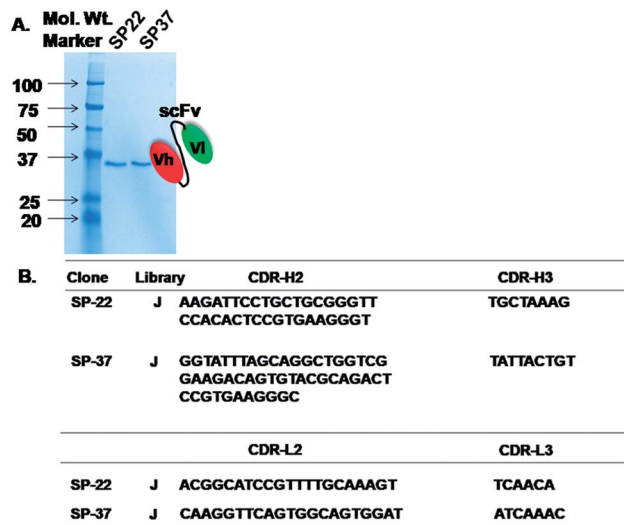 A.
Mol. Wt. Marker
SP22
SP37
100
75
50
37
25
20
scFv
Vh
Vl
B.
Clone Library CDR-H2 CDR-H3
SP-22 J AAGATTCCTGCTGCGGGTT TGCTAAAG
CCACACTCCGTGAAGGGT
SP-37 J GGTATTTAGCAGGCTGGTCG TATTACTGT
GAAGACAGTGTACGCAGACT
CCGTGAAGGGC
CDR-L2 CDR-L3
SP-22 J ACGGCATCCGTTTTGCAAAGT TCAACA
SP-37 J CAAGGTTCAGTGGCAGTGGAT ATCAAAC